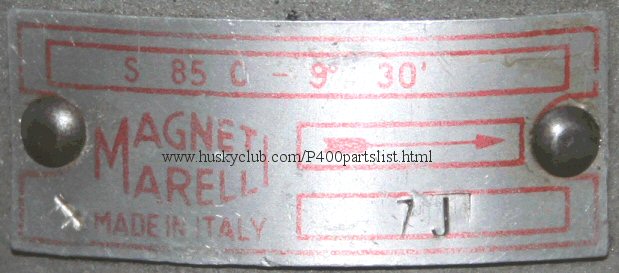 S 85 C - 9° 30'
MAGNETI
MARELLI
www.huskyclub.com/P400partslist.html
MADE IN ITALY
7 J